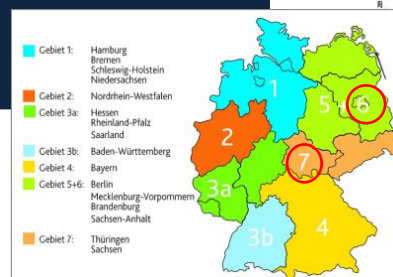 Gebiet 1: Hamburg
Bremen
Schleswig-Holstein
Niedersachsen
Gebiet 2: Nordrhein-Westfalen
Gebiet 3a: Hessen
Rheinland-Pfalz
Saarland
Gebiet 3b: Baden-Württemberg
Gebiet 4: Bayern
Gebiet 5+6: Berlin
Mecklenburg-Vorpommern
Brandenburg
Sachsen-Anhalt
Gebiet 7: Thüringen
Sachsen
1
5 + 6
2
7
3a
3b
4